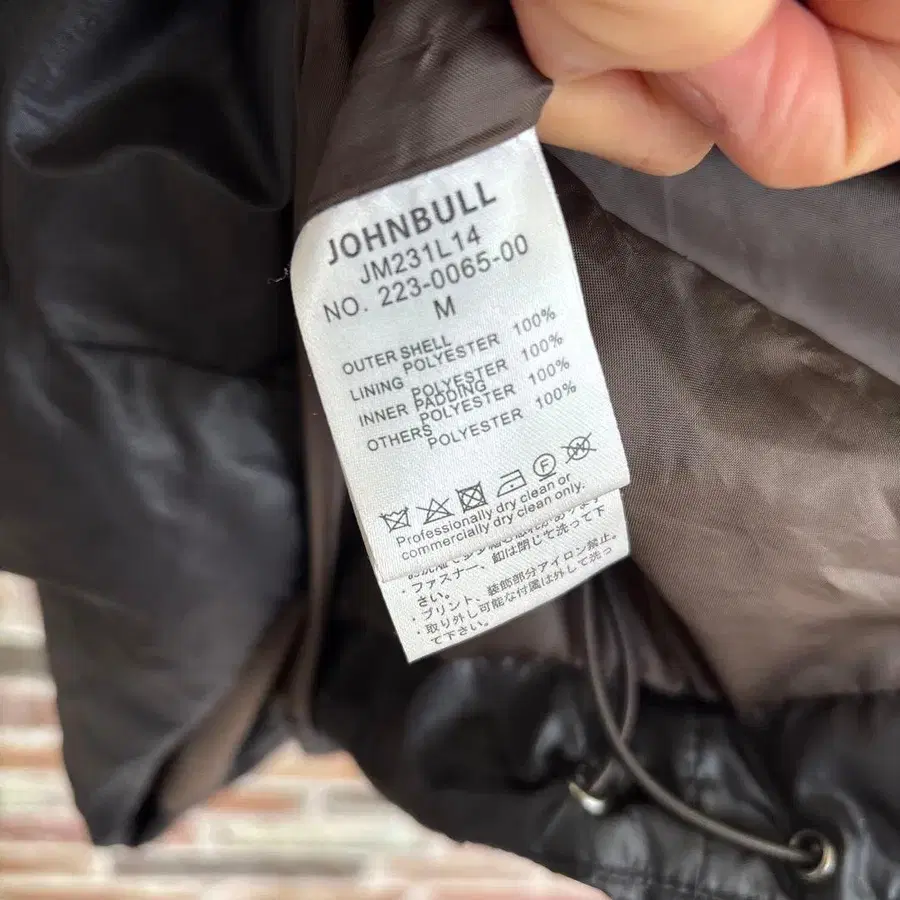 JOHNBULL
JM231L14
NO. 223-0065-00
M
OUTER SHELL
POLYESTER 100%
LINING
POLYESTER 100%
INNER PADDING
POLYESTER 100%
OTHERS
POLYESTER 100%
F
W
Professionally dry clean or
commercially dry clean only.
・ファスナー、釦は閉じて洗って下
さい。
・プリント、装飾部分アイロン禁止。
・取り外し可能な付属は外して洗っ
て下さい。